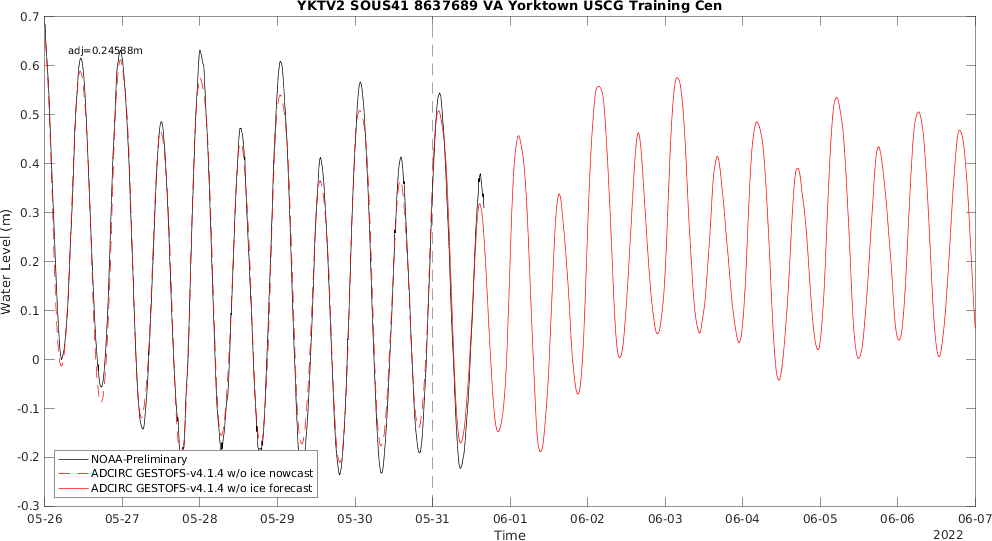 YKTV2 SOUS41 8637689 VA Yorktown USCG Training Cen
0.7
0.6
0.5
0.4
0.3
0.2
0.1
0
-0.1
-0.2
-0.3
Water Level (m)
adj=0.24588m
NOAA-Preliminary
ADCIRC GESTOFS-v4.1.4 w/o ice nowcast
ADCIRC GESTOFS-v4.1.4 w/o ice forecast
05-26 05-27 05-28 05-29 05-30 05-31 06-01 06-02 06-03 06-04 06-05 06-06 06-07
Time
2022